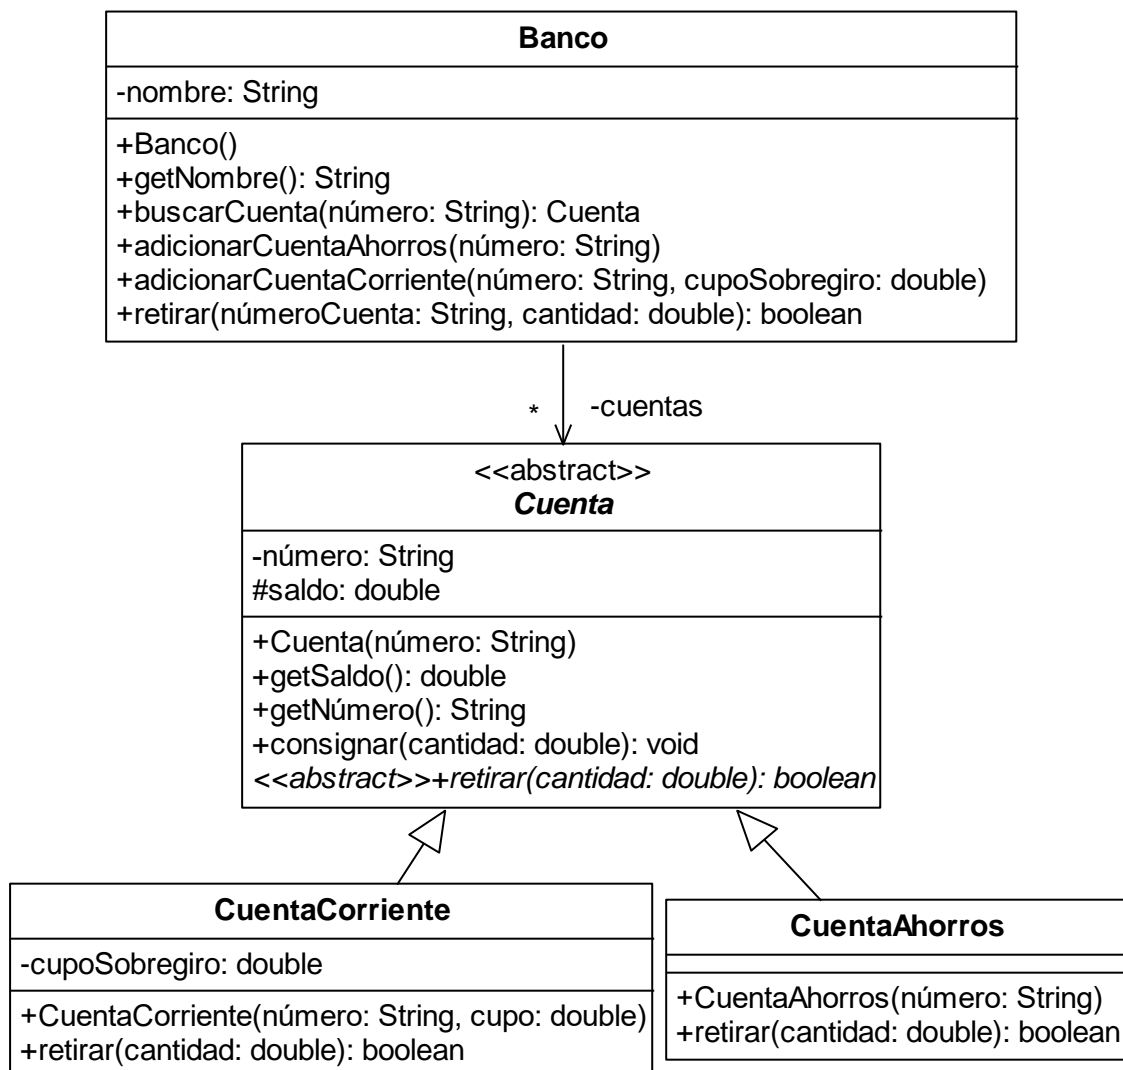 Banco
-nombre: String
+Banco()
+getNombre(): String
+buscarCuenta(número: String): Cuenta
+adicionarCuentaAhorros(número: String)
+adicionarCuentaCorriente(número: String, cupoSobregiro: double)
+retirar(númeroCuenta: String, cantidad: double): boolean
* -cuentas
<<abstract>>
Cuenta
-número: String
#saldo: double
+Cuenta(número: String)
+getSaldo(): double
+getNúmero(): String
+consignar(cantidad: double): void
<<abstract>>+retirar(cantidad: double): boolean
CuentaCorriente
-cupoSobregiro: double
+CuentaCorriente(número: String, cupo: double)
+retirar(cantidad: double): boolean
CuentaAhorros
+CuentaAhorros(número: String)
+retirar(cantidad: double): boolean